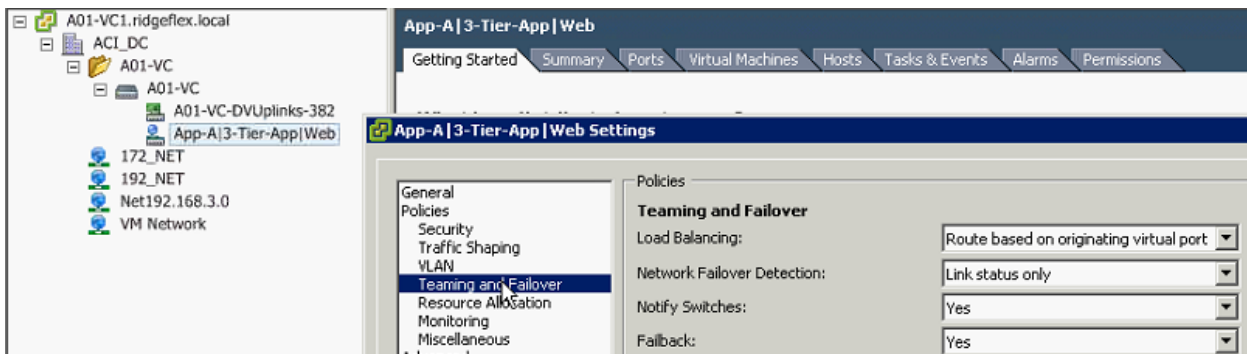 A01-VC1.ridgeflex.local
ACI_DC
A01-VC
A01-VC
A01-VC-DVUplinks-382
App-A|3-Tier-App|Web
172_NET
192_NET
Net192.168.3.0
VM Network
App-A|3-Tier-App|Web
Getting Started Summary Ports Virtual Machines Hosts Tasks & Events Alarms Permissions
App-A|3-Tier-App|Web Settings
General
Policies
Security
Traffic Shaping
VLAN
Teaming and Failover
Resource Allocation
Monitoring
Miscellaneous
Policies
Teaming and Failover
Load Balancing: Route based on originating virtual port
Network Failover Detection: Link status only
Notify Switches: Yes
Failback: Yes